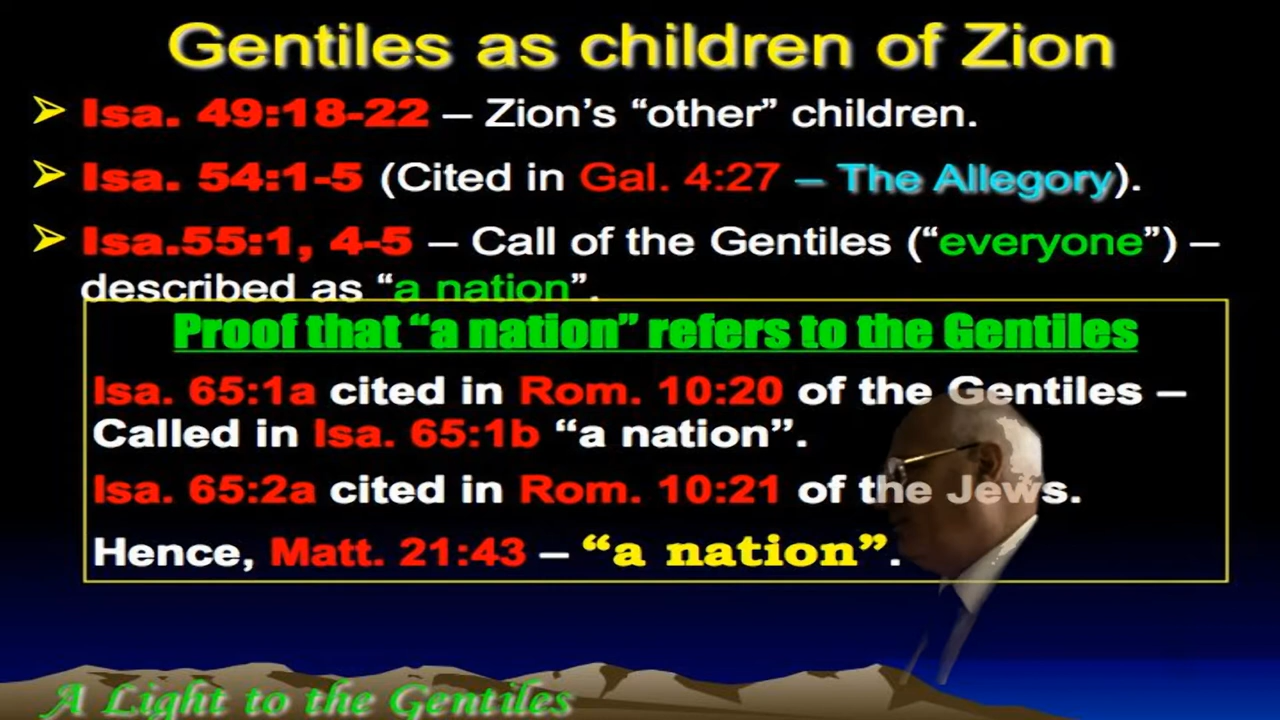 Gentiles as children of Zion
Isa. 49:18-22 – Zion’s “other” children.
Isa. 54:1-5 (Cited in Gal. 4:27 – The Allegory).
Isa.55:1, 4-5 – Call of the Gentiles (“everyone”) –
described as “a nation”.
Proof that “a nation” refers to the Gentiles
Isa. 65:1a cited in Rom. 10:20 of the Gentiles –
Called in Isa. 65:1b “a nation”.
Isa. 65:2a cited in Rom. 10:21 of the Jews.
Hence, Matt. 21:43 – “a nation”.
A Light to the Gentiles